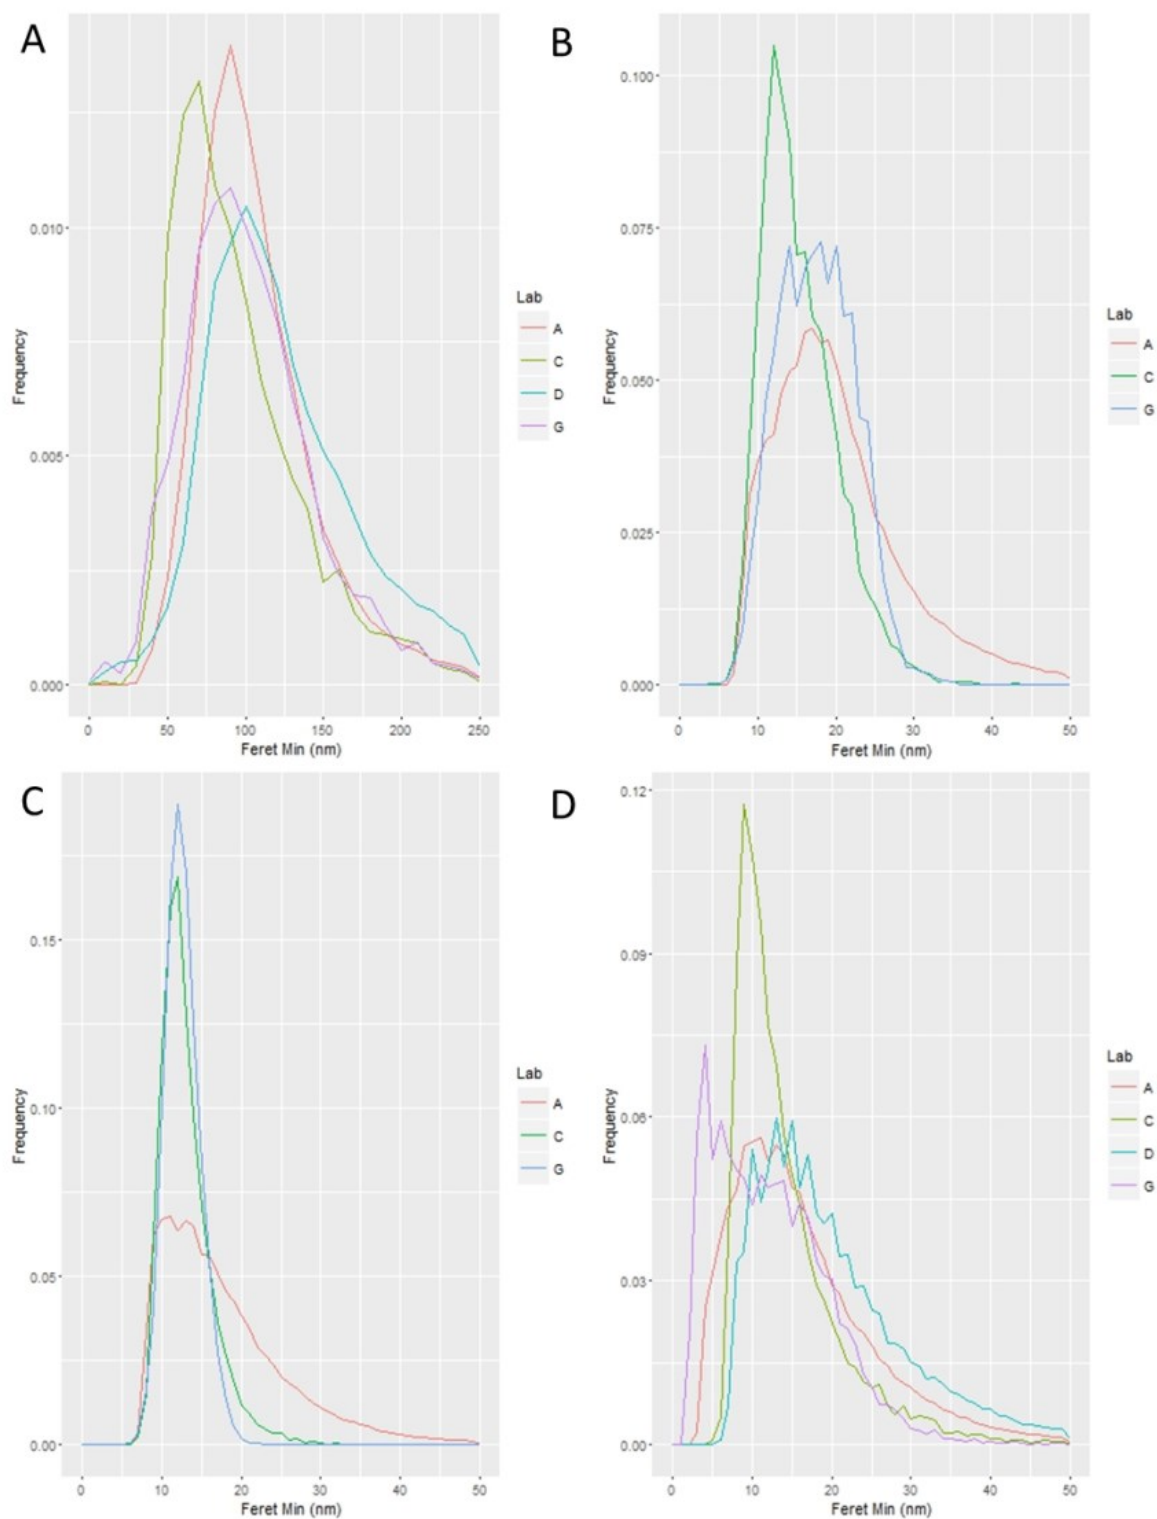 A
0.010
0.005
0.000
Frequency
0 50 100 150 200 250
Feret Min (nm)
Lab
A
C
D
G
B
0.100
0.075
0.050
0.025
0.000
Frequency
0 10 20 30 40 50
Feret Min (nm)
Lab
A
C
G
C
0.15
0.10
0.05
0.00
Frequency
0 10 20 30 40 50
Feret Min (nm)
Lab
A
C
G
D
0.12
0.09
0.06
0.03
0.00
Frequency
0 10 20 30 40 50
Feret Min (nm)
Lab
A
C
D
G